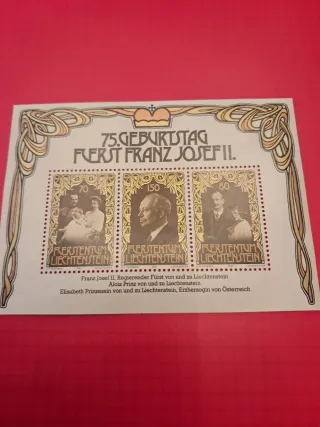 75. GEBURTSTAG
FÜRST FRANZ JOSEF II.
70
150
80
FÜRSTENTUM
LIECHTENSTEIN
FÜRSTENTUM
LIECHTENSTEIN
FÜRSTENTUM
LIECHTENSTEIN
Franz Josef II. Regierender Fürst von und zu Liechtenstein
Alois Prinz von und zu Liechtenstein
Elisabeth Prinzessin von und zu Liechtenstein, Erzherzogin von Österreich